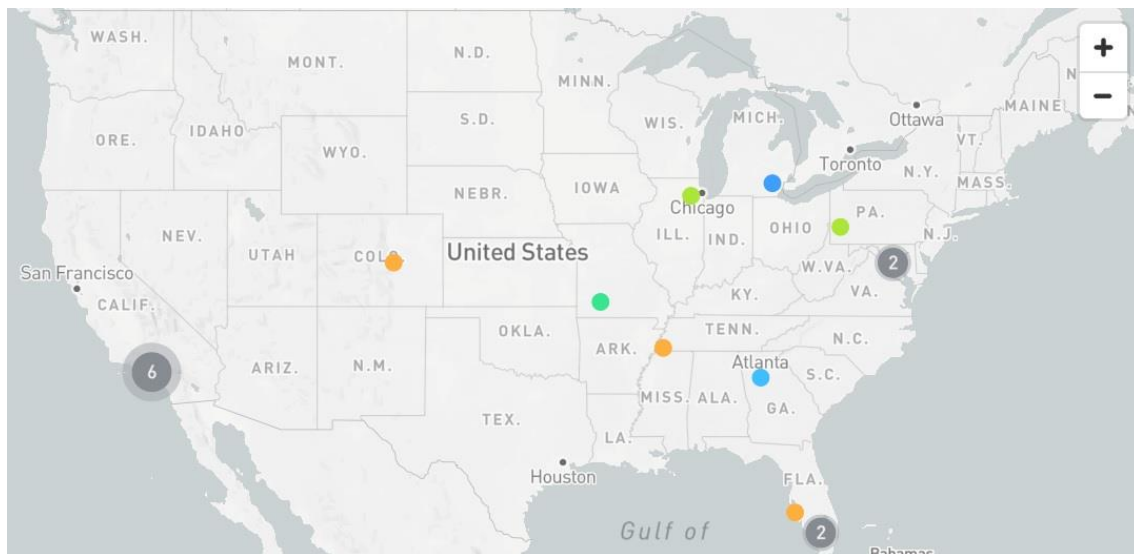 WASH.
MONT.
N.D.
MINN.
+
−
MAINE
Ottawa
S.D.
WIS.
MICH.
ORE.
IDAHO
WYO.
VT.
Toronto
N.Y.
MASS.
NEBR.
IOWA
Chicago
PA.
NEV.
UTAH
COLO.
United States
ILL.
IND.
OHIO
N.J.
San Francisco
CALIF.
W.VA.
2
VA.
KY.
OKLA.
TENN.
N.C.
6
ARIZ.
N.M.
ARK.
Atlanta
S.C.
MISS.
ALA.
GA.
TEX.
LA.
Houston
FLA.
Gulf of
2
Bahamas